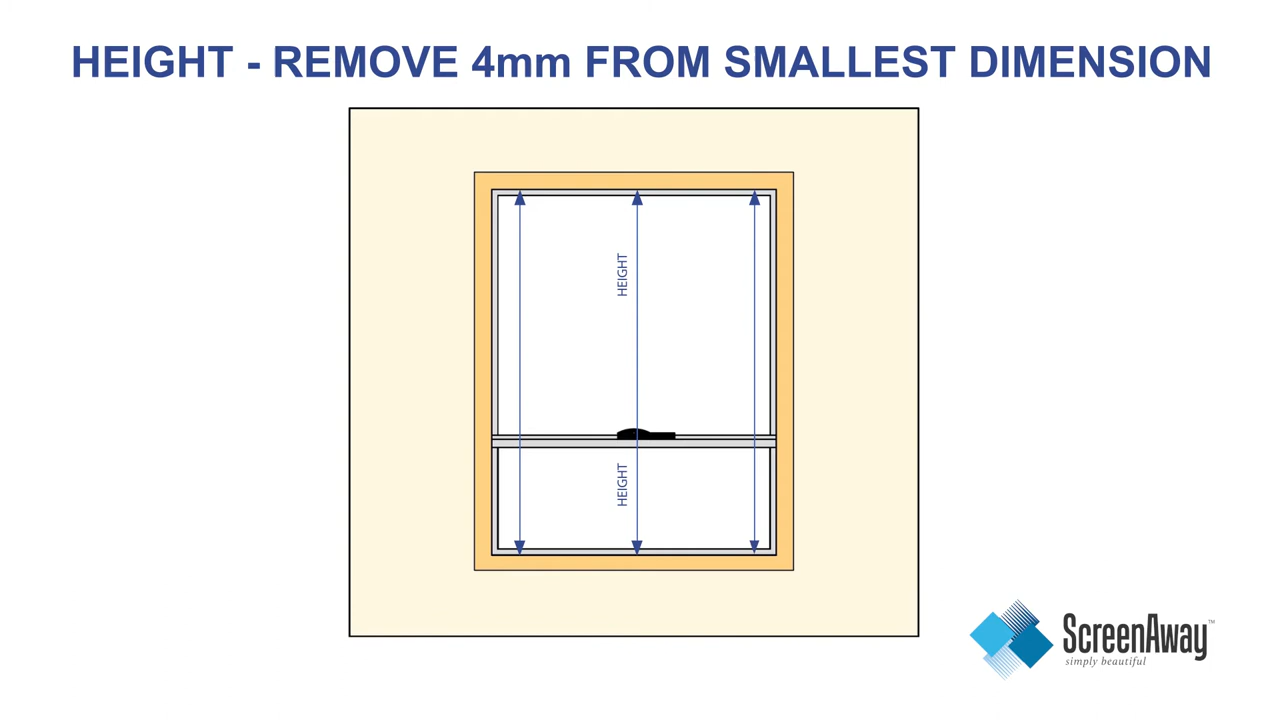 HEIGHT - REMOVE 4mm FROM SMALLEST DIMENSION
HEIGHT
HEIGHT
ScreenAway™
simply beautiful